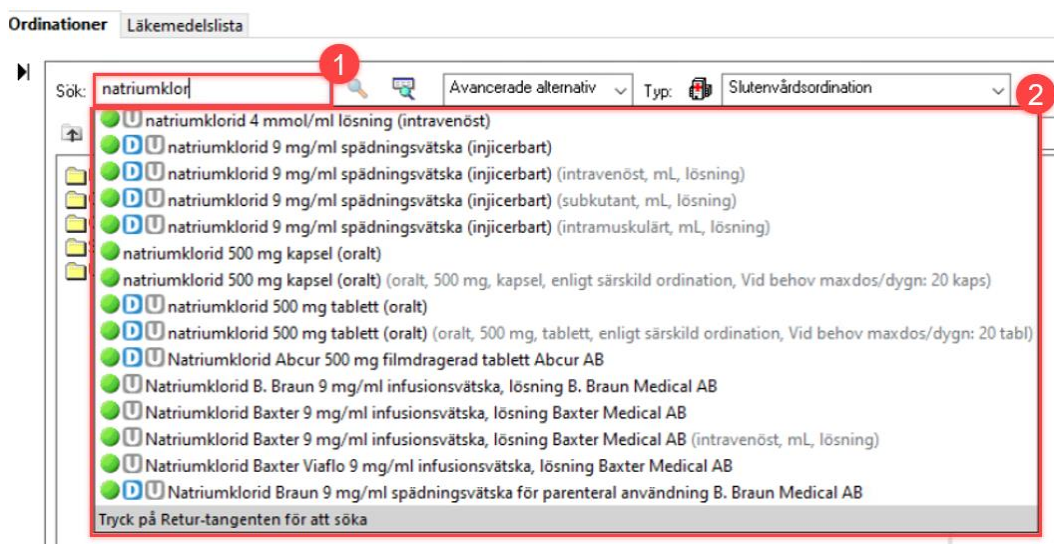 Ordinationer Läkemedelslista
1
Sök: natriumklor Avancerade alternativ Typ: Slutenvårdsordination
2
U natriumklorid 4 mmol/ml lösning (intravenöst)
D U natriumklorid 9 mg/ml spädningsvätska (injicerbart)
D U natriumklorid 9 mg/ml spädningsvätska (injicerbart) (intravenöst, mL, lösning)
D U natriumklorid 9 mg/ml spädningsvätska (injicerbart) (subkutant, mL, lösning)
D U natriumklorid 9 mg/ml spädningsvätska (injicerbart) (intramuskulärt, mL, lösning)
natriumklorid 500 mg kapsel (oralt)
natriumklorid 500 mg kapsel (oralt) (oralt, 500 mg, kapsel, enligt särskild ordination, Vid behov maxdos/dygn: 20 kaps)
D U natriumklorid 500 mg tablett (oralt)
D U natriumklorid 500 mg tablett (oralt) (oralt, 500 mg, tablett, enligt särskild ordination, Vid behov maxdos/dygn: 20 tabl)
D U Natriumklorid Abcur 500 mg filmdragerad tablett Abcur AB
U Natriumklorid B. Braun 9 mg/ml infusionsvätska, lösning B. Braun Medical AB
U Natriumklorid Baxter 9 mg/ml infusionsvätska, lösning Baxter Medical AB
U Natriumklorid Baxter 9 mg/ml infusionsvätska, lösning Baxter Medical AB (intravenöst, mL, lösning)
U Natriumklorid Baxter Viaflo 9 mg/ml infusionsvätska, lösning Baxter Medical AB
D U Natriumklorid Braun 9 mg/ml spädningsvätska för parenteral användning B. Braun Medical AB
Tryck på Retur-tangenten för att söka